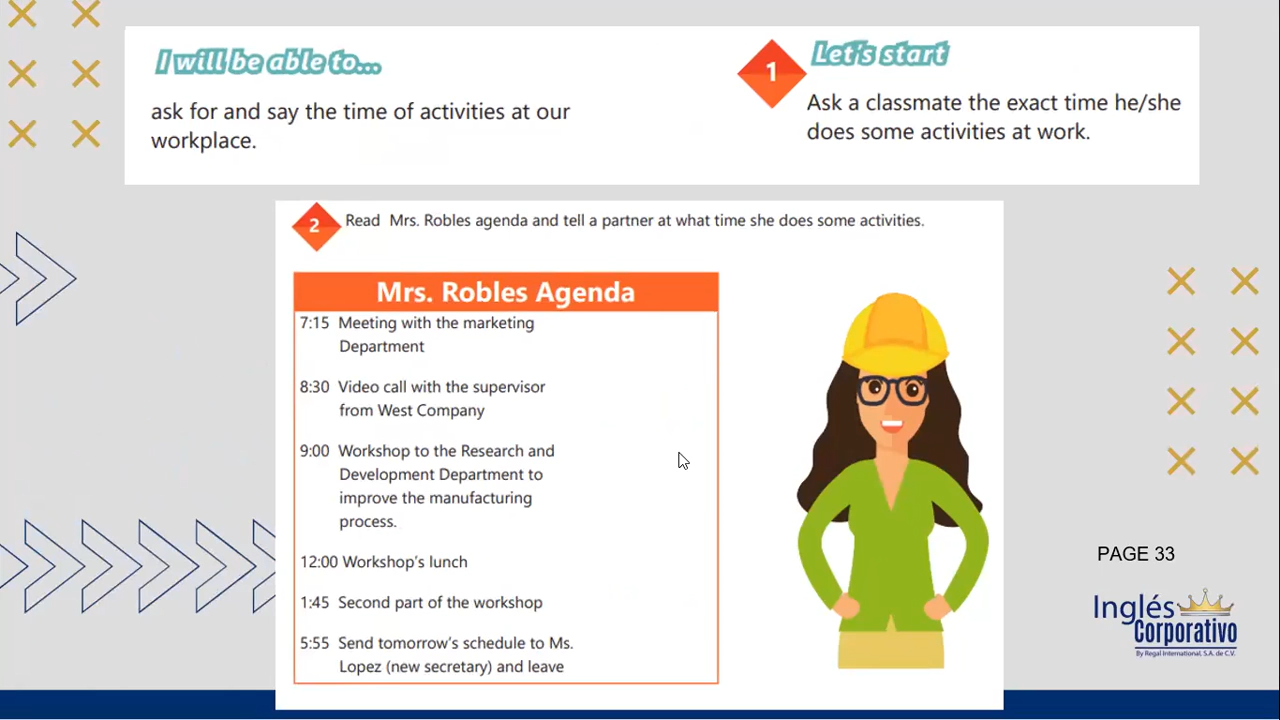 I will be able to...
ask for and say the time of activities at our
workplace.
1
Let's start
Ask a classmate the exact time he/she
does some activities at work.
2
Read Mrs. Robles agenda and tell a partner at what time she does some activities.
Mrs. Robles Agenda
7:15 Meeting with the marketing
Department
8:30 Video call with the supervisor
from West Company
9:00 Workshop to the Research and
Development Department to
improve the manufacturing
process.
12:00 Workshop's lunch
1:45 Second part of the workshop
5:55 Send tomorrow's schedule to Ms.
Lopez (new secretary) and leave
PAGE 33
Inglés
Corporativo
By Regal International, S.A. de C.V.